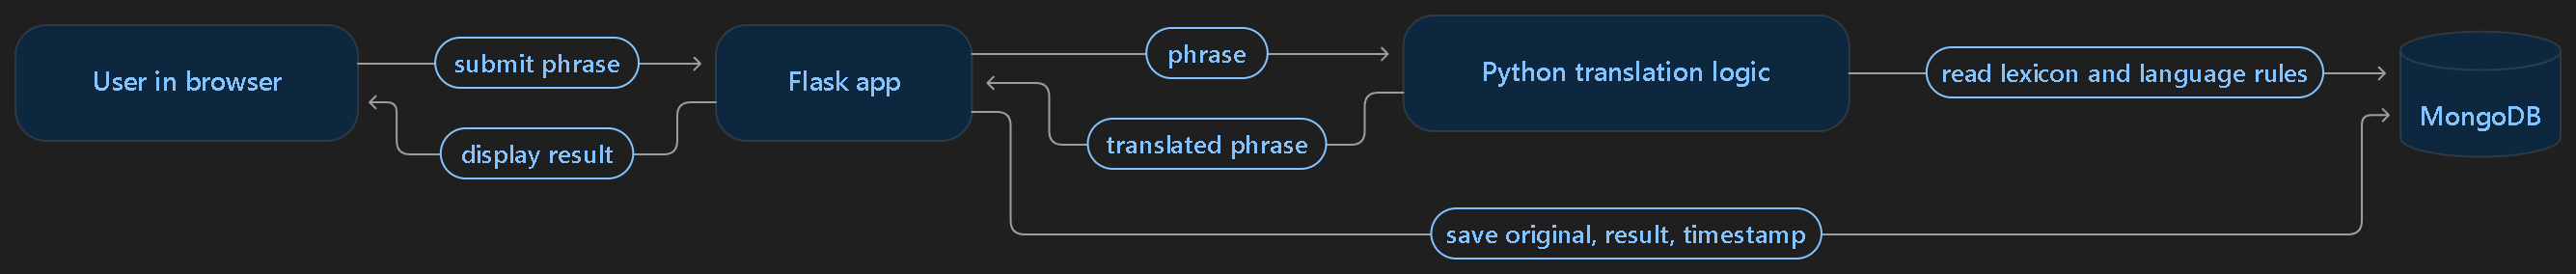 User in browser
submit phrase
display result
Flask app
phrase
translated phrase
Python translation logic
read lexicon and language rules
save original, result, timestamp
MongoDB